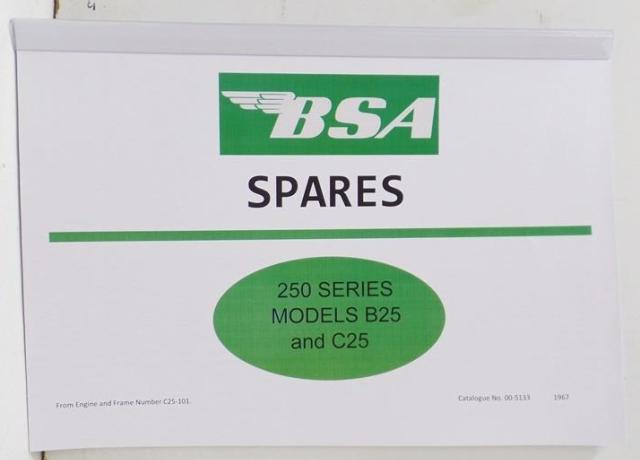 BSA
SPARES
250 SERIES
MODELS B25
and C25
From Engine and Frame Number C25-101.
Catalogue No. 00-5133 1967